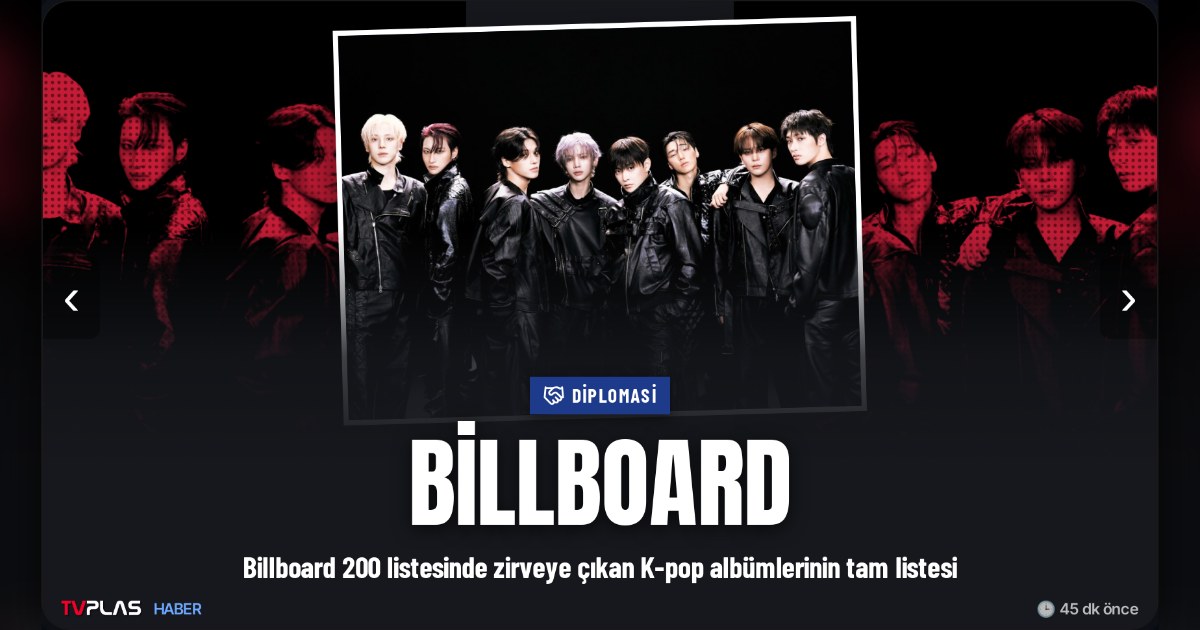 DİPLOMASİ
BİLLBOARD
Billboard 200 listesinde zirveye çıkan K-pop albümlerinin tam listesi
TVPLAS HABER
45 dk önce